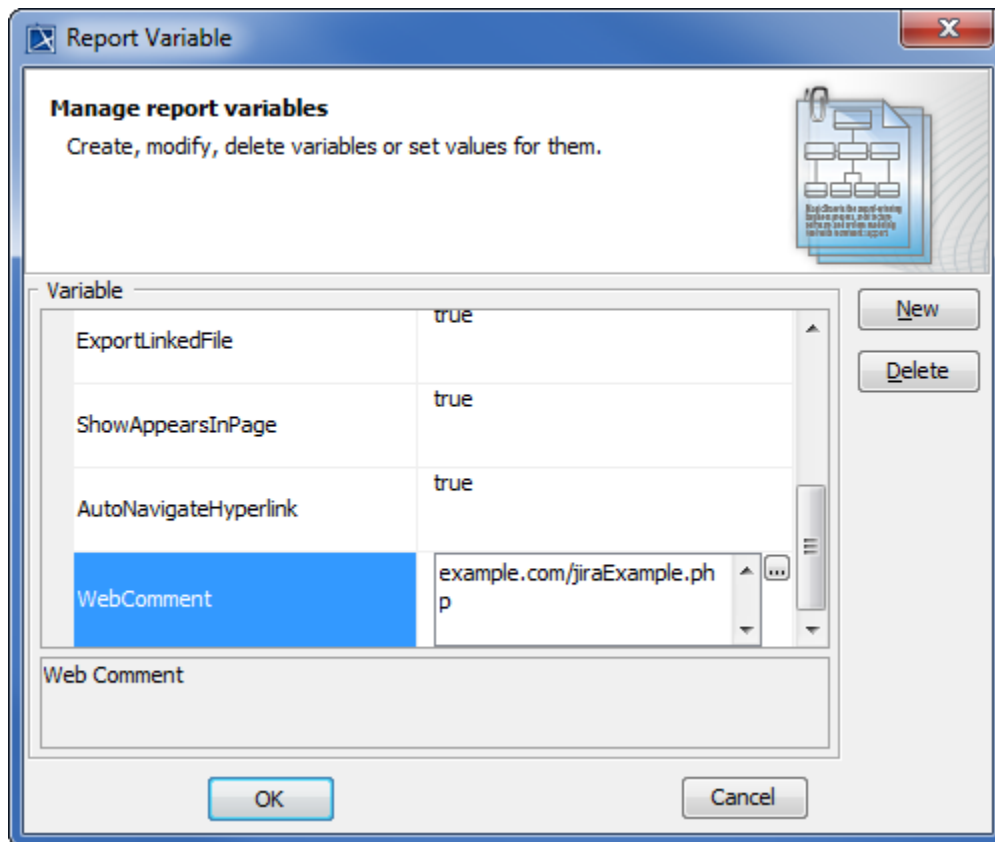 Report Variable
Manage report variables
Create, modify, delete variables or set values for them.
Variable
New
Delete
ExportLinkedFile
true
ShowAppearsInPage
true
AutoNavigateHyperlink
true
WebComment
example.com/jiraExample.ph
p
...
Web Comment
OK
Cancel